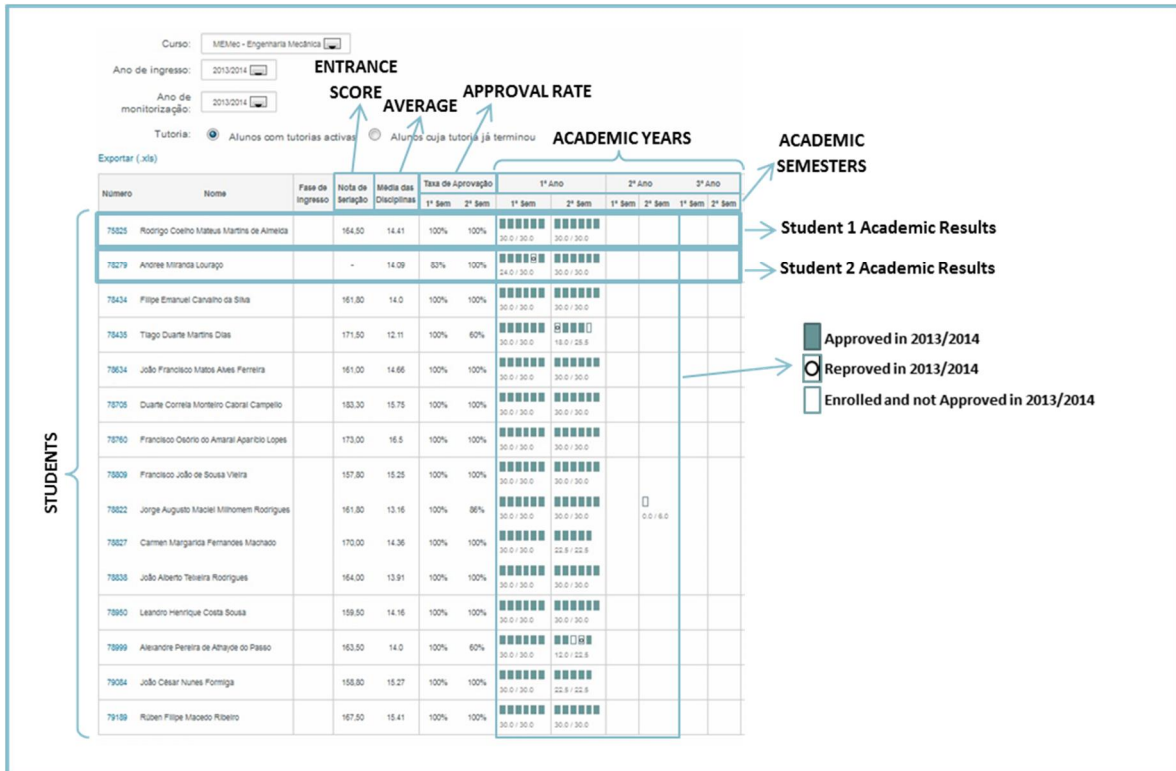 Curso: MEMec - Engenharia Mecânica
Ano de ingresso: 2013/2014
ENTRANCE
SCORE
AVERAGE
APPROVAL RATE
Ano de
monitorização: 2013/2014
Tutoria: Alunos com tutorias activas Alunos cuja tutoria já terminou
ACADEMIC YEARS
ACADEMIC
SEMESTERS
Exportar (.xls)
Número Nome Fase de Ingresso Nota de Seriação Média das Disciplinas Taxa de Aprovação 1º Ano 2º Ano 3º Ano
1º Sem 2º Sem 1º Sem 2º Sem 1º Sem 2º Sem 1º Sem 2º Sem
75825 Rodrigo Coelho Mateus Martins de Almeida 164,50 14.41 100% 100%
30.0 / 30.0 30.0 / 30.0
Student 1 Academic Results
78279 Andree Miranda Louraço - 14.09 83% 100%
24.0 / 30.0 30.0 / 30.0
Student 2 Academic Results
78434 Filipe Emanuel Carvalho da Silva 161,80 14.0 100% 100%
30.0 / 30.0 30.0 / 30.0
78435 Tiago Duarte Martins Dias 171,50 12.11 100% 60%
30.0 / 30.0 18.0 / 25.5
78634 João Francisco Matos Alves Ferreira 161,00 14.66 100% 100%
30.0 / 30.0 30.0 / 30.0
78705 Duarte Correia Monteiro Cabral Campello 183,30 15.75 100% 100%
30.0 / 30.0 30.0 / 30.0
78760 Francisco Osório do Amaral Aparibio Lopes 173,00 16.5 100% 100%
30.0 / 30.0 30.0 / 30.0
78809 Francisco João de Sousa Vieira 157,80 15.25 100% 100%
30.0 / 30.0 30.0 / 30.0
78822 Jorge Augusto Maciel Milhomem Rodrigues 161,80 13.16 100% 86%
30.0 / 30.0 30.0 / 30.0 0.0 / 6.0
78827 Carmen Margarida Fernandes Machado 170,00 14.36 100% 100%
30.0 / 30.0 22.5 / 22.5
78838 João Alberto Teixeira Rodrigues 164,00 13.91 100% 100%
30.0 / 30.0 30.0 / 30.0
78950 Leandro Henrique Costa Sousa 159,50 14.16 100% 100%
30.0 / 30.0 30.0 / 30.0
78999 Alexandre Pereira de Athayde do Passo 163,50 14.0 100% 60%
30.0 / 30.0 12.0 / 22.5
79084 João César Nunes Formiga 158,80 15.27 100% 100%
30.0 / 30.0 22.5 / 22.5
79189 Rúben Filipe Macedo Ribeiro 167,50 15.41 100% 100%
30.0 / 30.0 30.0 / 30.0
STUDENTS
Approved in 2013/2014
Reproved in 2013/2014
Enrolled and not Approved in 2013/2014